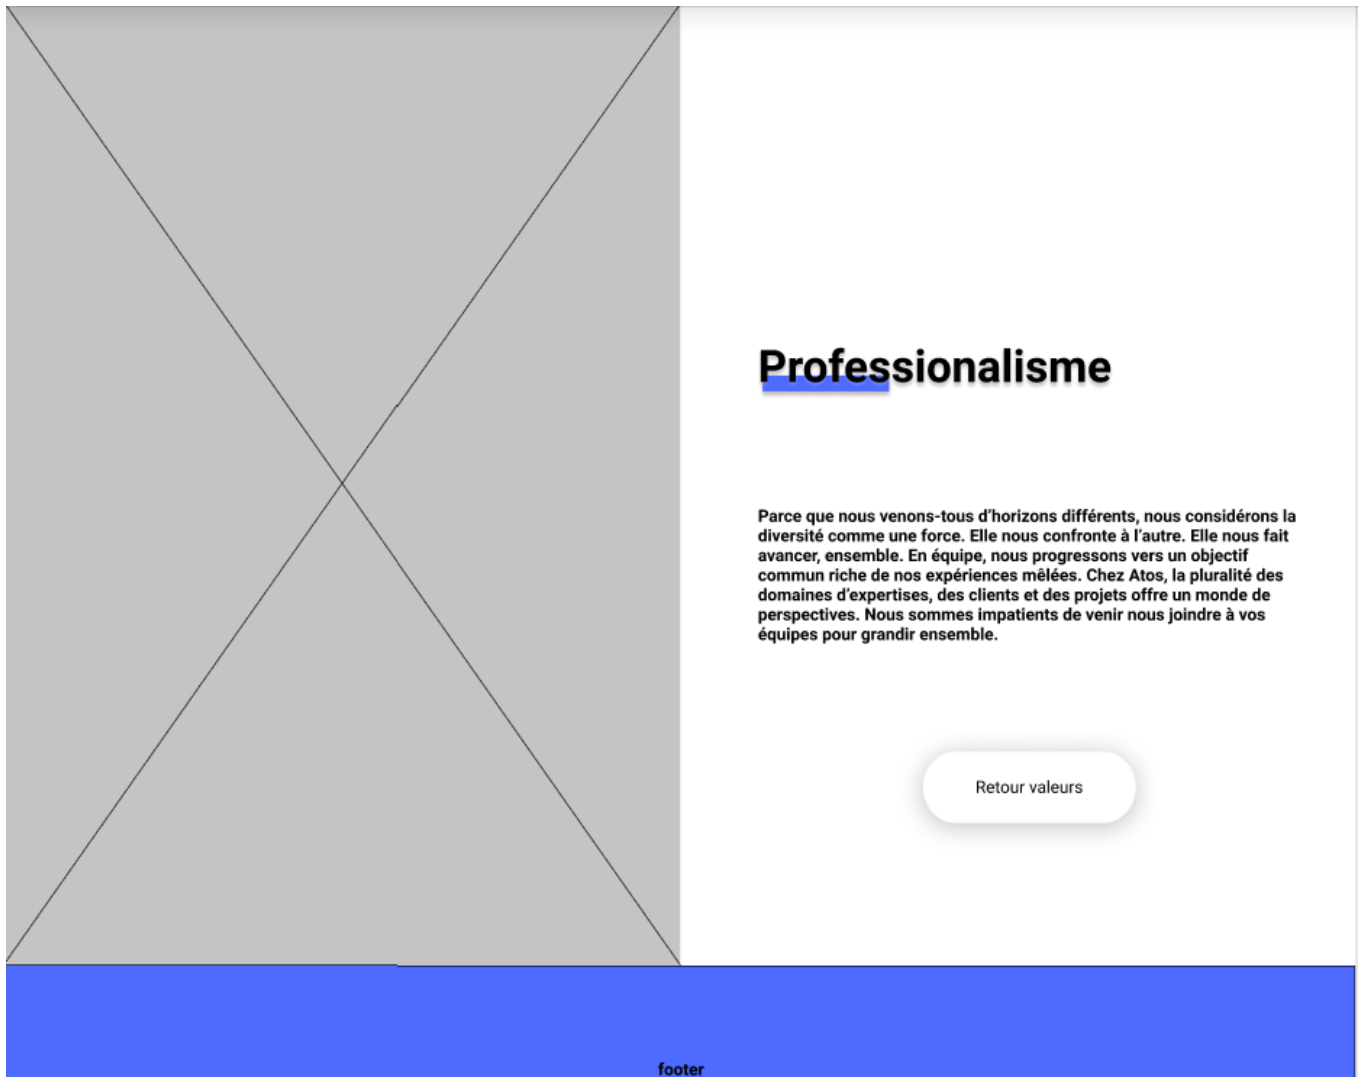 Professionalisme
Parce que nous venons-tous d’horizons différents, nous considérons la
diversité comme une force. Elle nous confronte à l’autre. Elle nous fait
avancer, ensemble. En équipe, nous progressons vers un objectif
commun riche de nos expériences mêlées. Chez Atos, la pluralité des
domaines d’expertises, des clients et des projets offre un monde de
perspectives. Nous sommes impatients de venir nous joindre à vos
équipes pour grandir ensemble.
Retour valeurs
footer